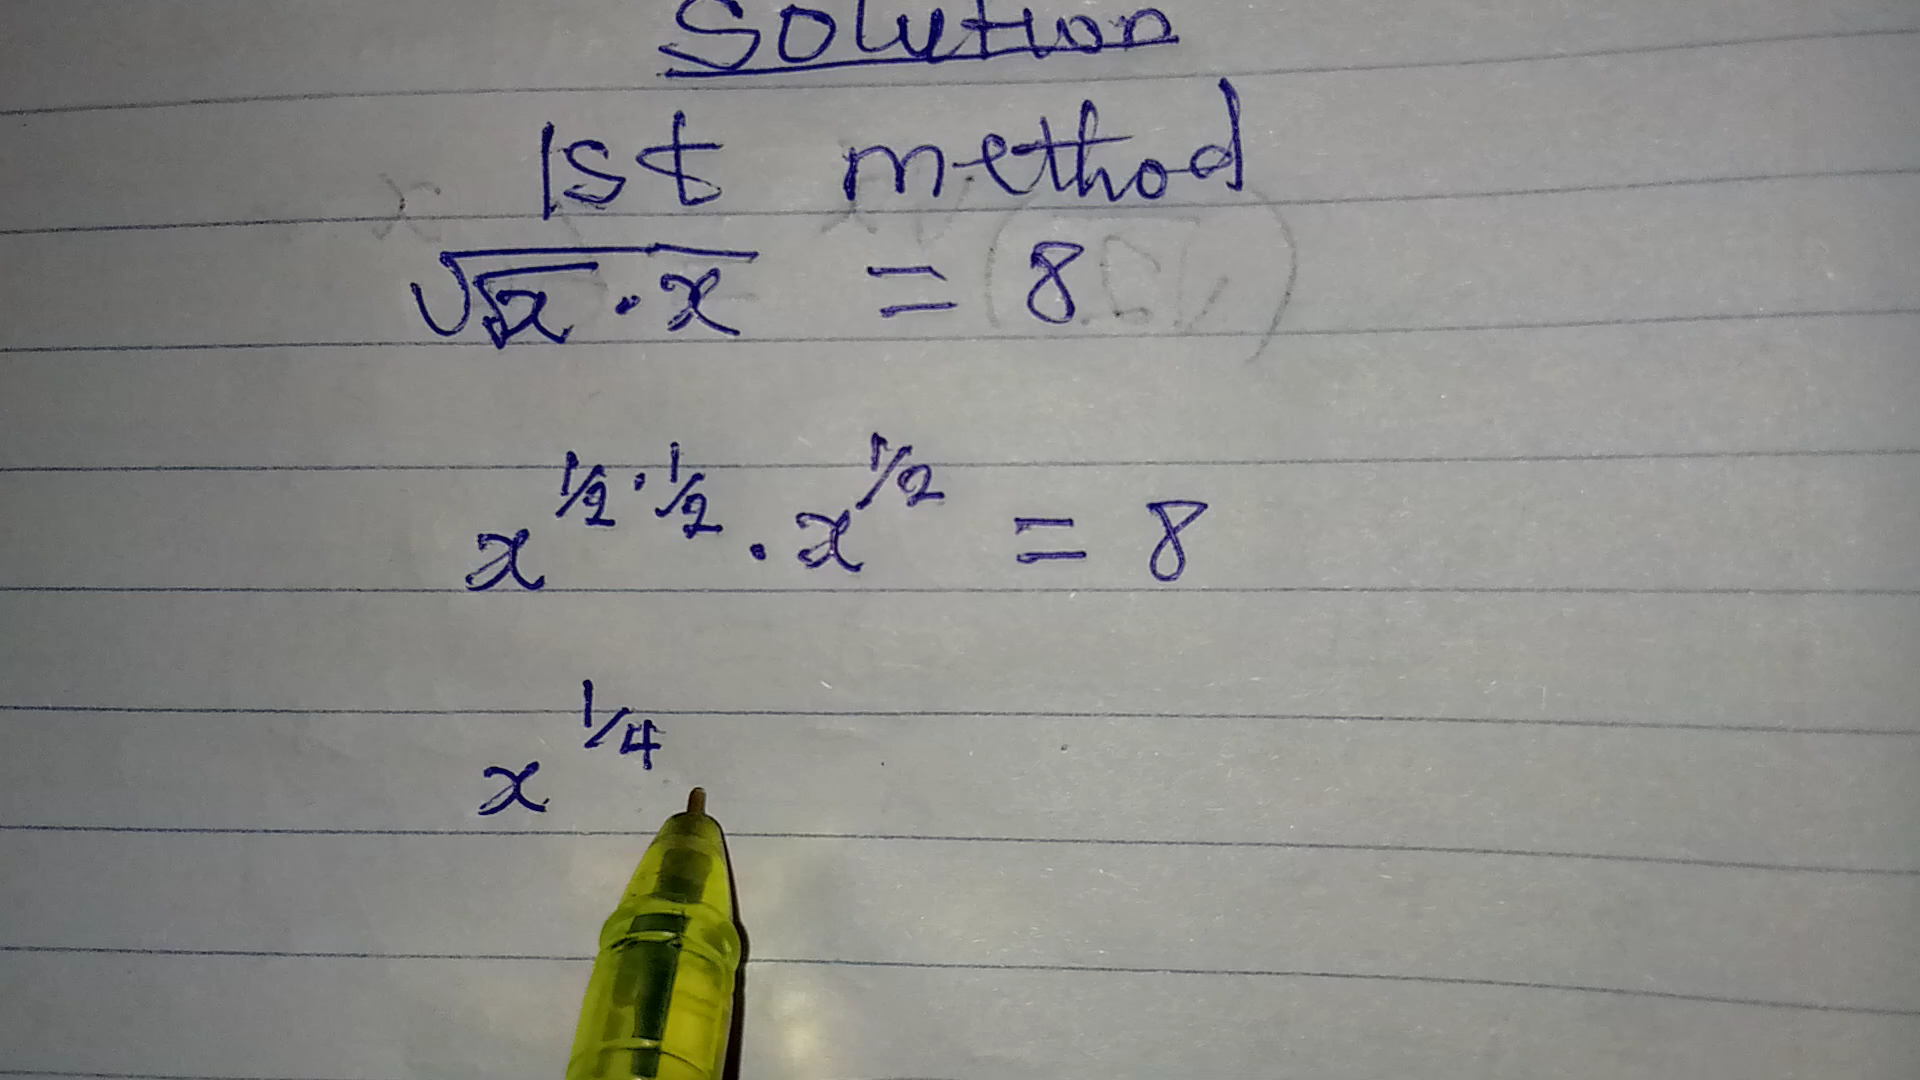 Solution
1st method
√(√x · x) = 8
x^(1/2 · 1/2) · x^(1/2) = 8
x^(1/4)